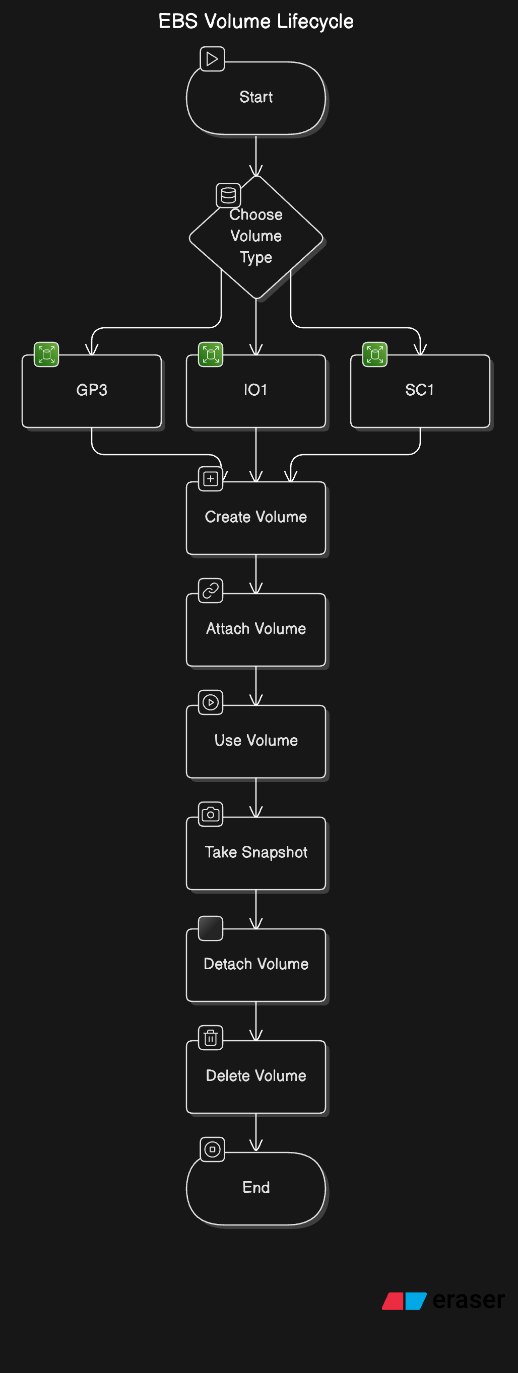 EBS Volume Lifecycle
Start
Choose
Volume
Type
GP3
IO1
SC1
Create Volume
Attach Volume
Use Volume
Take Snapshot
Detach Volume
Delete Volume
End
eraser